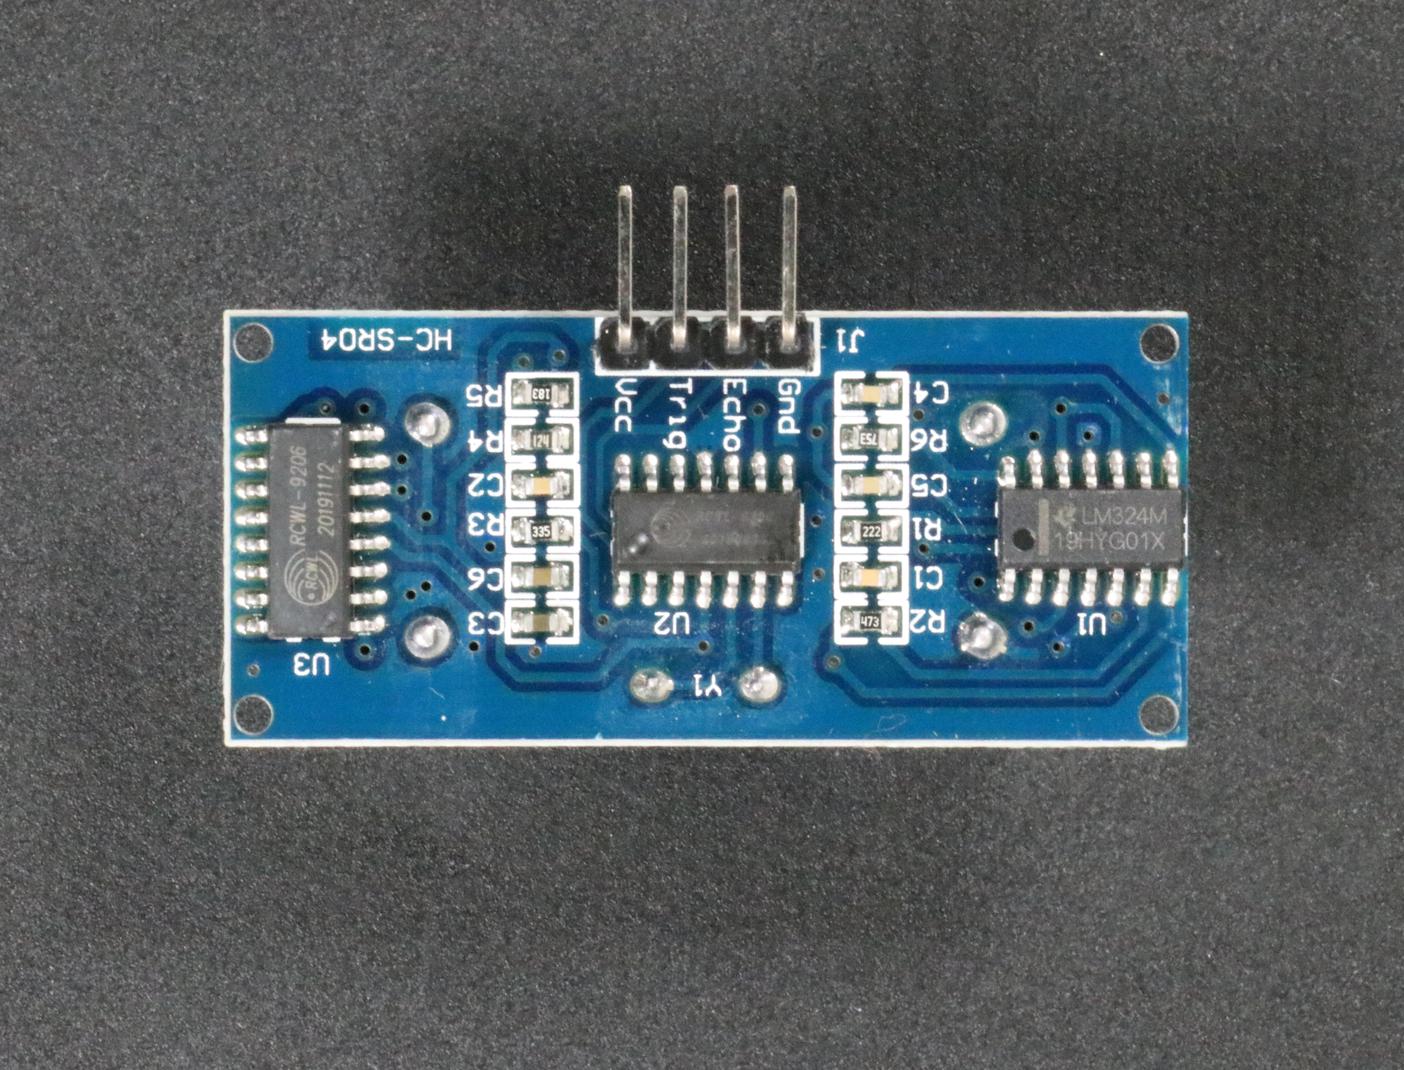 HC-SR04
J1
Vcc
Trig
Echo
Gnd
R5
183
R4
124
C2
R3
335
C6
C3
C4
R6
753
C5
R1
222
C1
R2
473
RCWL-9206
20191112
RCWL
U3
U2
LM324M
19HYG01X
U1
Y1